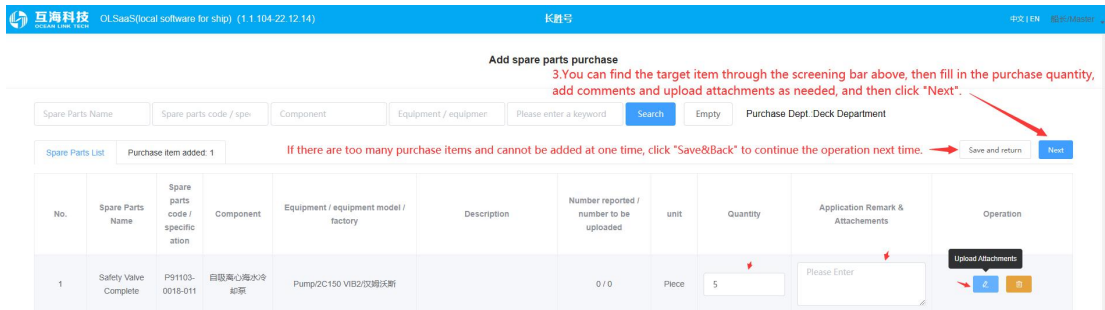 互海科技 OCEAN LINK TECH OLSaaS(local software for ship) (1.1.104-22.12.14) 长胜号 中文 | EN 船长/Master
Add spare parts purchase
3.You can find the target item through the screening bar above, then fill in the purchase quantity,
add comments and upload attachments as needed, and then click "Next".
Spare Parts Name Spare parts code / spe- Component Equipment / equipmer Please enter a keyword Search Empty Purchase Dept.:Deck Department
Spare Parts List Purchase item added: 1 If there are too many purchase items and cannot be added at one time, click "Save&Back" to continue the operation next time. Save and return Next
No. Spare Parts Name Spare parts code / specific ation Component Equipment / equipment model / factory Description Number reported / number to be uploaded unit Quantity Application Remark & Attachements Operation
Upload Attachments
1 Safety Valve Complete P91103-0018-011 自吸离心海水冷却泵 Pump/2C150 VIB2/汉姆沃斯 0 / 0 Piece 5 Please Enter